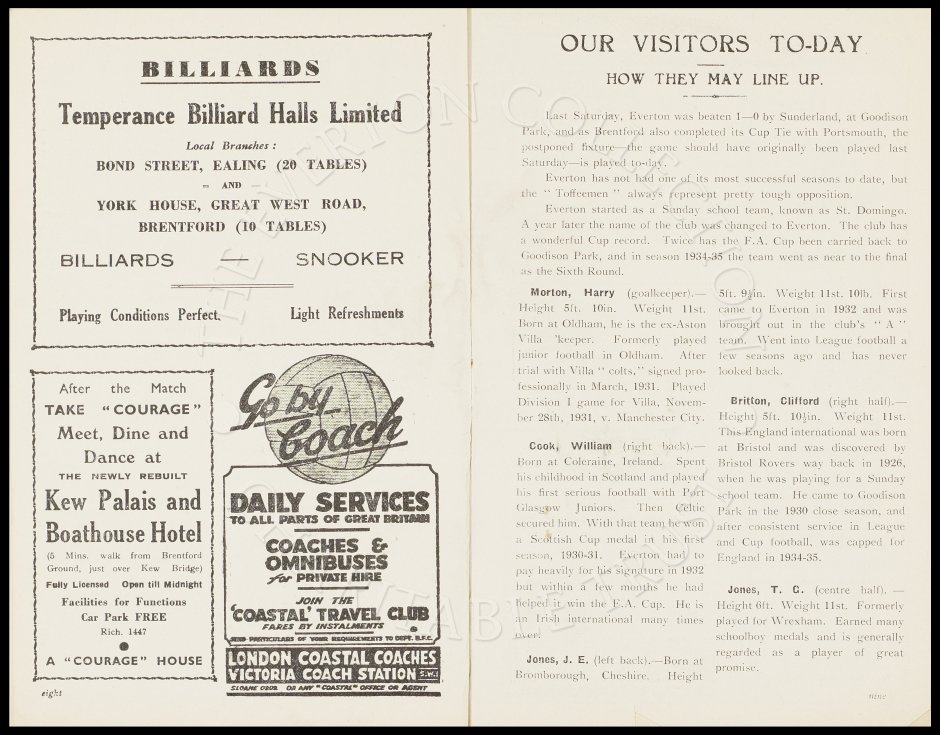 BILLIARDS
Temperance Billiard Halls Limited
Local Branches :
BOND STREET, EALING (20 TABLES)
= AND
YORK HOUSE, GREAT WEST ROAD,
BRENTFORD (10 TABLES)
BILLIARDS — SNOOKER
Playing Conditions Perfect. Light Refreshments
After the Match
TAKE "COURAGE"
Meet, Dine and
Dance at
THE NEWLY REBUILT
Kew Palais and
Boathouse Hotel
(5 Mins. walk from Brentford
Ground, just over Kew Bridge)
Fully Licensed Open till Midnight
Facilities for Functions
Car Park FREE
Rich. 1447
A "COURAGE" HOUSE
eight
Go by
Coach
DAILY SERVICES
TO ALL PARTS OF GREAT BRITAIN
COACHES &
OMNIBUSES
for PRIVATE HIRE
JOIN THE
'COASTAL' TRAVEL CLUB
FARES BY INSTALMENTS
SEND PARTICULARS OF YOUR REQUIREMENTS TO DEPT. B.F.C.
LONDON COASTAL COACHES
VICTORIA COACH STATION S.W.1
SLOANE 0202 OR ANY "COASTAL" OFFICE OR AGENT
OUR VISITORS TO-DAY
HOW THEY MAY LINE UP.
Last Saturday, Everton was beaten 1—0 by Sunderland, at Goodison
Park, and as Brentford also completed its Cup Tie with Portsmouth, the
postponed fixture—the game should have originally been played last
Saturday—is played to-day.
Everton has not had one of its most successful seasons to date, but
the " Toffeemen " always represent pretty tough opposition.
Everton started as a Sunday school team, known as St. Domingo.
A year later the name of the club was changed to Everton. The club has
a wonderful Cup record. Twice has the F.A. Cup been carried back to
Goodison Park, and in season 1934-35 the team went as near to the final
as the Sixth Round.
Morton, Harry (goalkeeper).—
Height 5ft. 10in. Weight 11st.
Born at Oldham, he is the ex-Aston
Villa 'keeper. Formerly played
junior football in Oldham. After
trial with Villa " colts," signed pro-
fessionally in March, 1931. Played
Division I game for Villa, Novem-
ber 28th, 1931, v. Manchester City.
Cook, William (right back).—
Born at Coleraine, Ireland. Spent
his childhood in Scotland and played
his first serious football with Port
Glasgow Juniors. Then Celtic
secured him. With that team he won
a Scottish Cup medal in his first
season, 1930-31. Everton had to
pay heavily for his signature in 1932
but within a few months he had
helped it win the F.A. Cup. He is
an Irish international many times
over.
Jones, J. E. (left back).—Born at
Bromborough, Cheshire. Height
5ft. 9½in. Weight 11st. 10lb. First
came to Everton in 1932 and was
brought out in the club's " A "
team. Went into League football a
few seasons ago and has never
looked back.
Britton, Clifford (right half).—
Height 5ft. 10½in. Weight 11st.
This England international was born
at Bristol and was discovered by
Bristol Rovers way back in 1926,
when he was playing for a Sunday
school team. He came to Goodison
Park in the 1930 close season, and
after consistent service in League
and Cup football, was capped for
England in 1934-35.
Jones, T. G. (centre half). —
Height 6ft. Weight 11st. Formerly
played for Wrexham. Earned many
schoolboy medals and is generally
regarded as a player of great
promise.
nine
THE EVERTON COLLECTION
CHARITABLE TRUST